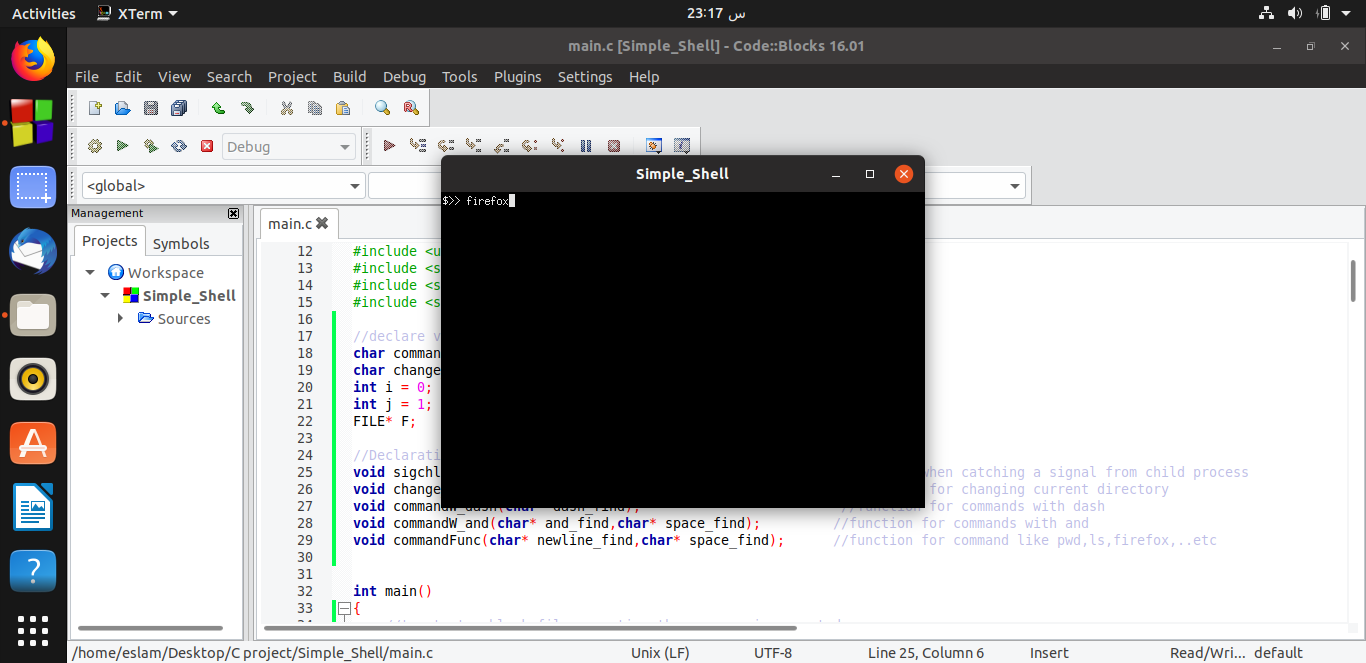 Activities XTerm 23:17 س
main.c [Simple_Shell] - Code::Blocks 16.01
File Edit View Search Project Build Debug Tools Plugins Settings Help
Debug
<global>
Simple_Shell
$>> firefox
Management
Projects Symbols
Workspace
Simple_Shell
Sources
main.c
12 #include <u
13 #include <s
14 #include <s
15 #include <s
16
17 //declare v
18 char comman
19 char change
20 int i = 0;
21 int j = 1;
22 FILE* F;
23
24 //Declarati
25 void sigchl when catching a signal from child process
26 void change for changing current directory
27 void commandW_dash(char* dash_find); //function for commands with dash
28 void commandW_and(char* and_find,char* space_find); //function for commands with and
29 void commandFunc(char* newline_find,char* space_find); //function for command like pwd,ls,firefox,..etc
30
31
32 int main()
33 {
/home/eslam/Desktop/C project/Simple_Shell/main.c Unix (LF) UTF-8 Line 25, Column 6 Insert Read/Wri... default